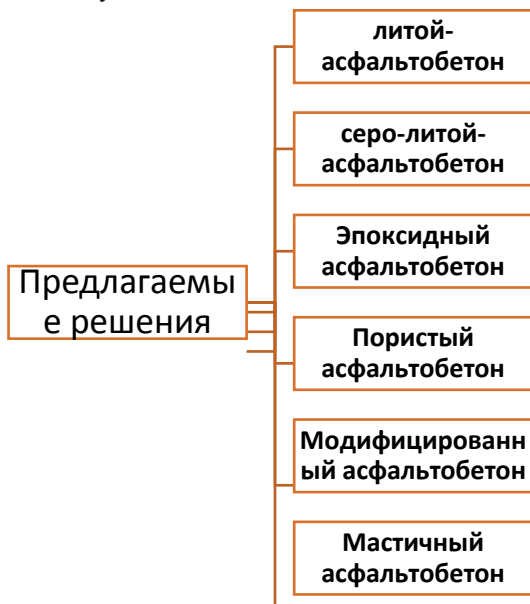 литой-
асфальтобетон
серо-литой-
асфальтобетон
Эпоксидный
асфальтобетон
Предлагаемы
е решения
Пористый
асфальтобетон
Модифицированн
ый асфальтобетон
Мастичный
асфальтобетон